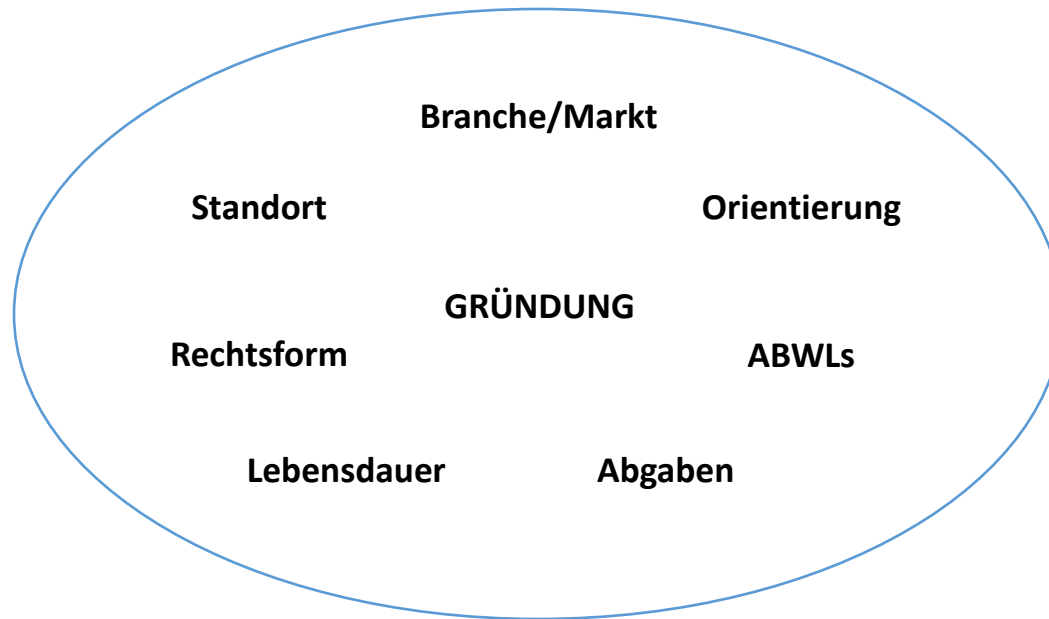 Branche/Markt
Standort
Orientierung
GRÜNDUNG
Rechtsform
ABWLs
Lebensdauer
Abgaben